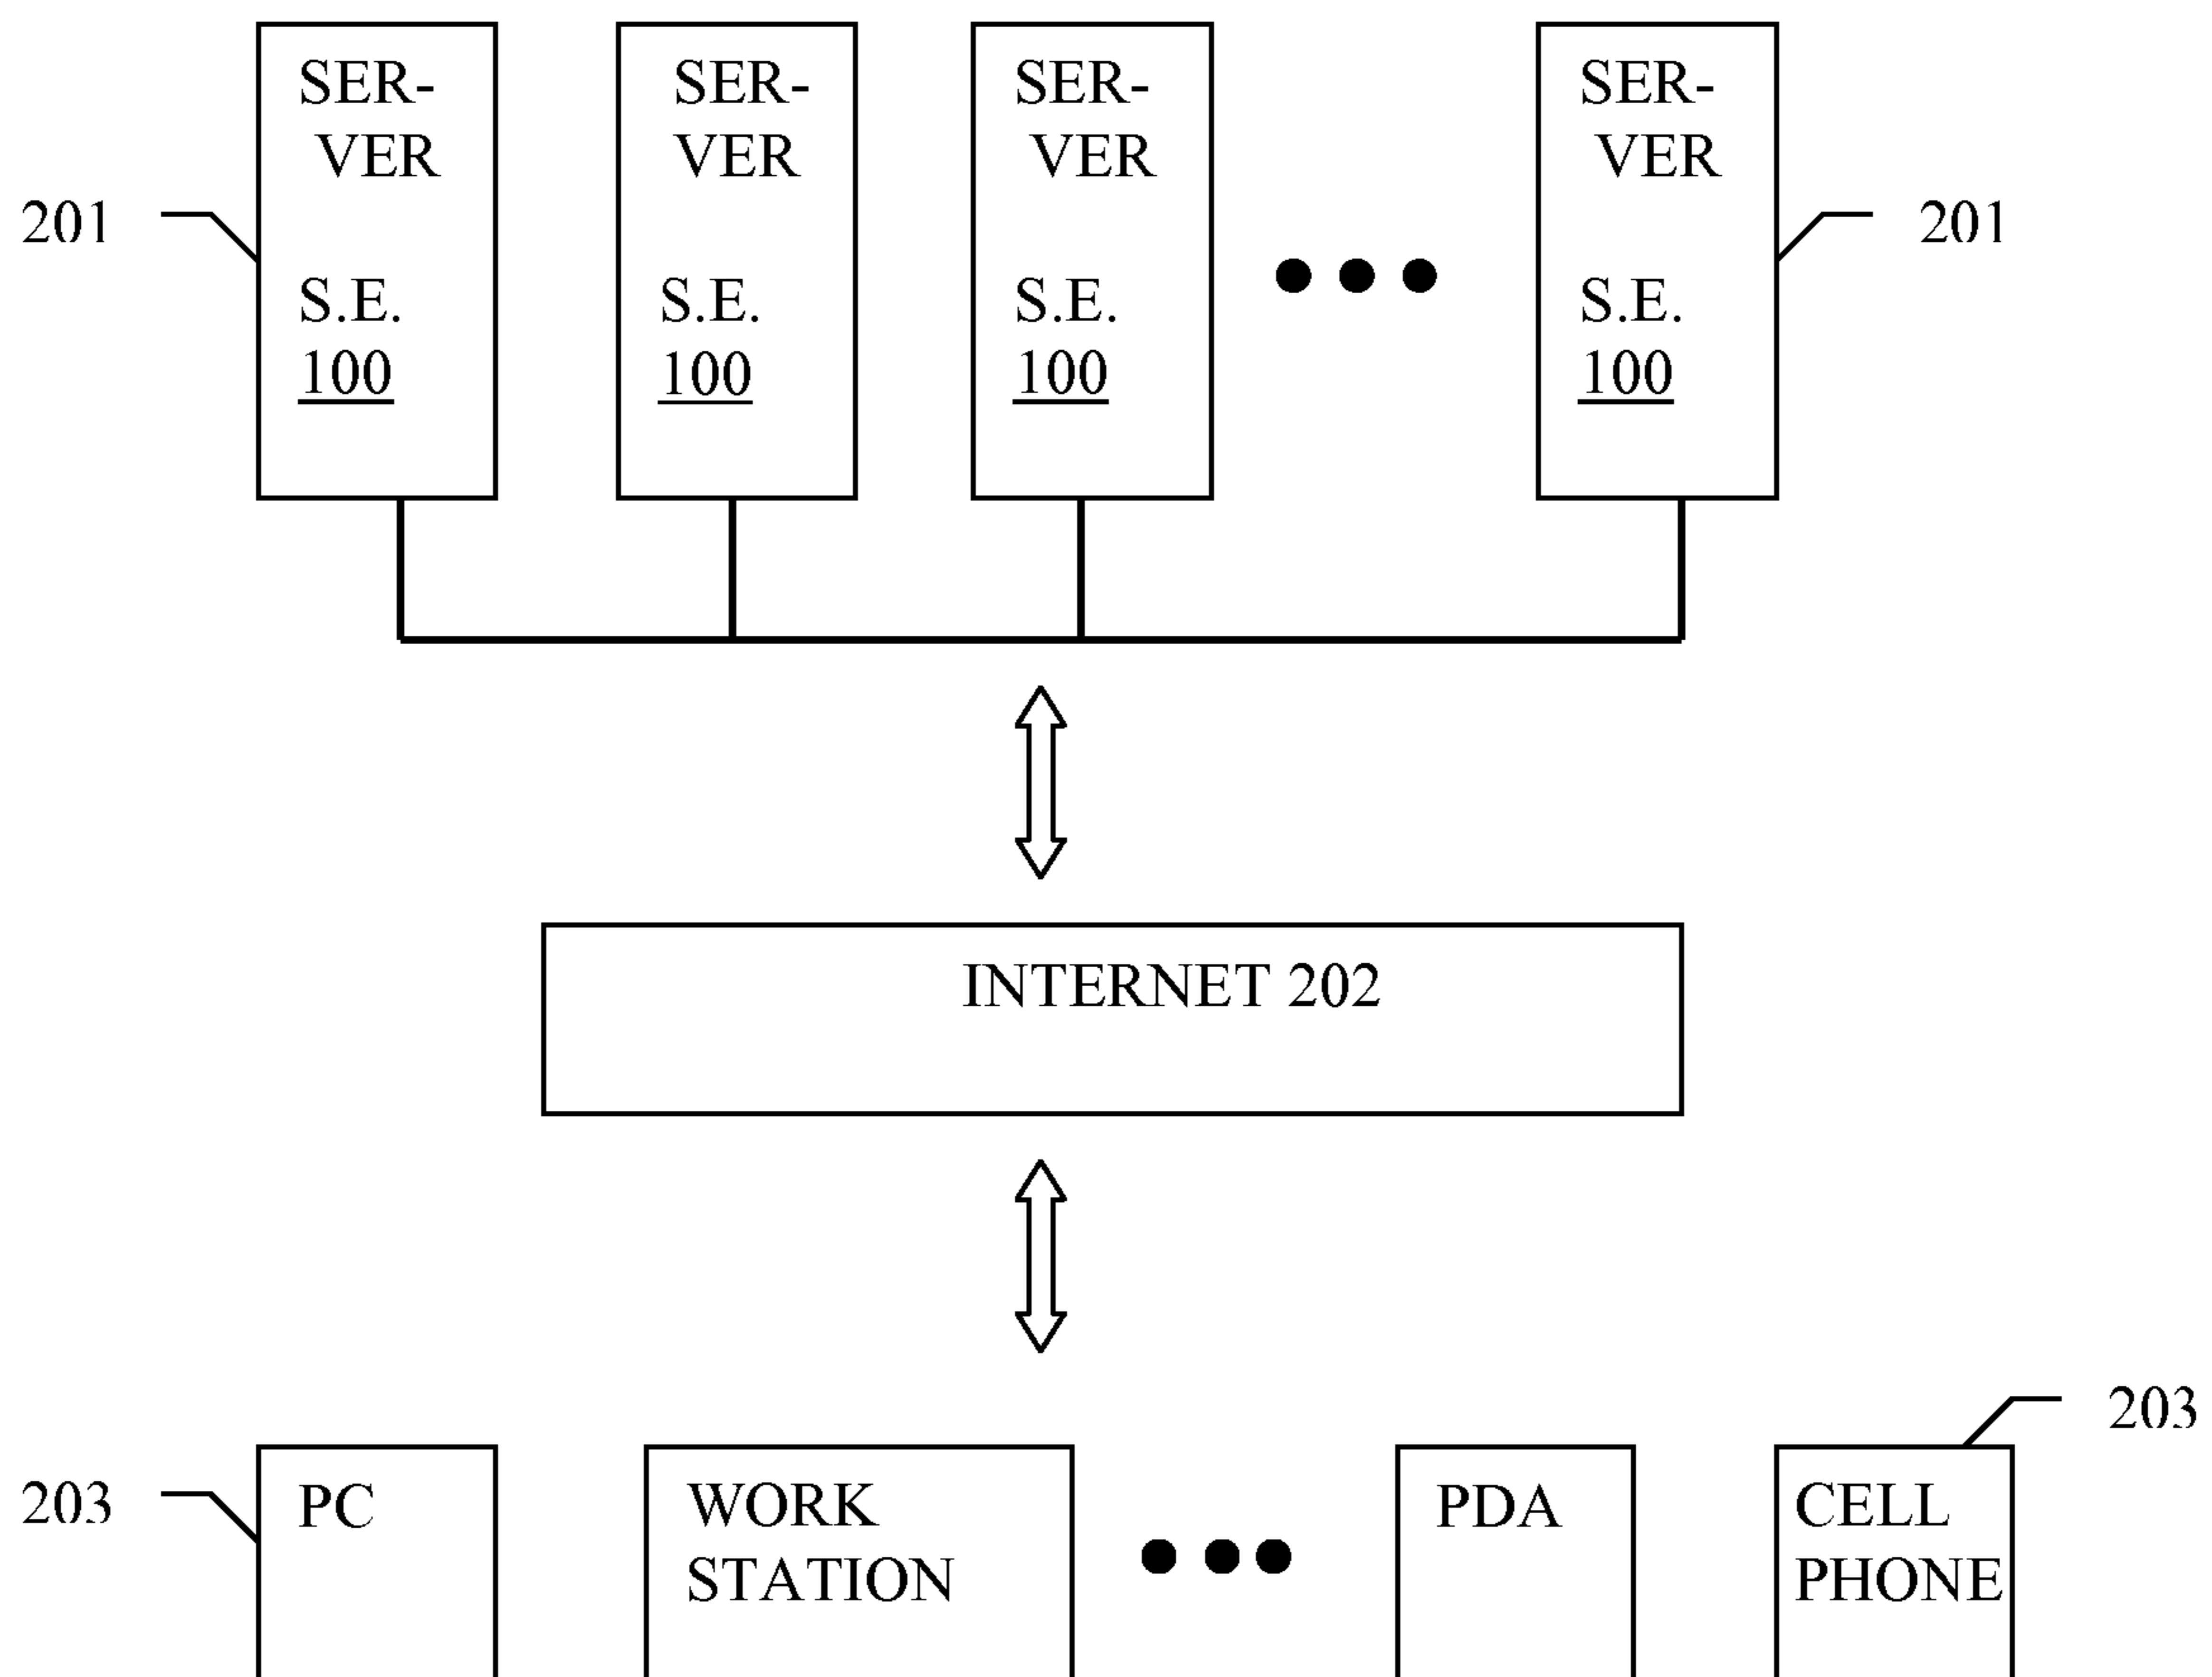 SER-
VER
S.E.
100
SER-
VER
S.E.
100
SER-
VER
S.E.
100
SER-
VER
S.E.
100
201
201
INTERNET 202
203
203
PC
WORK
STATION
PDA
CELL
PHONE